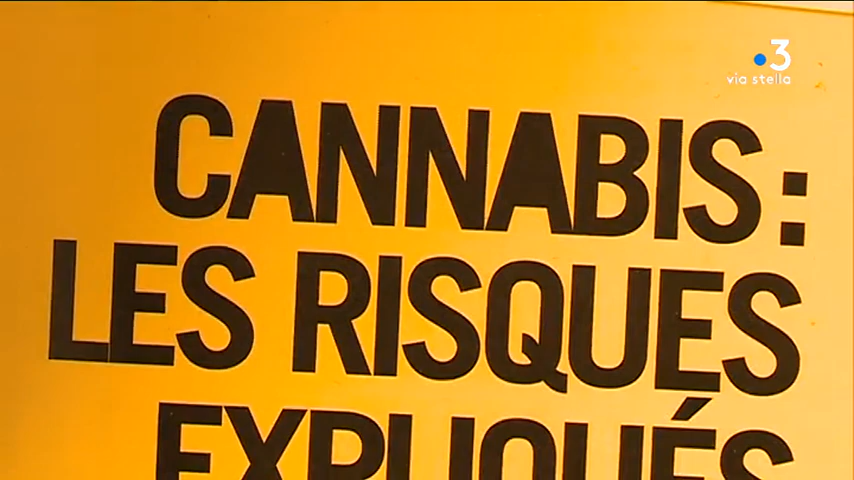 3
via stella
CANNABIS :
LES RISQUES
EXPLIQUÉS